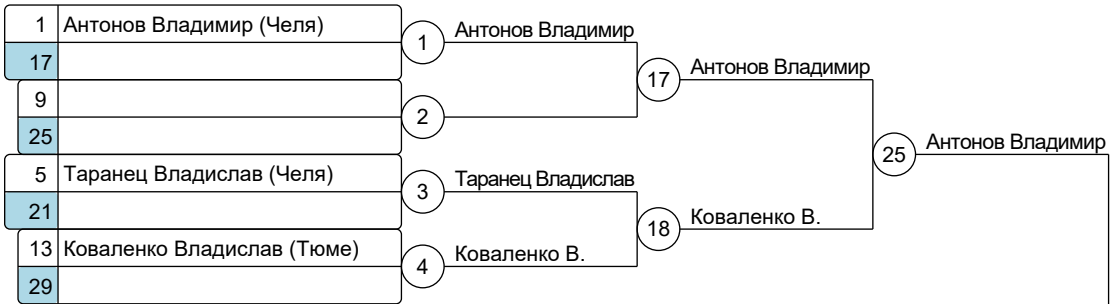 1 Антонов Владимир (Челя)
17
1
Антонов Владимир
9
25
2
17
Антонов Владимир
5 Таранец Владислав (Челя)
21
3
Таранец Владислав
13 Коваленко Владислав (Тюме)
29
4
Коваленко В.
18
Коваленко В.
25
Антонов Владимир